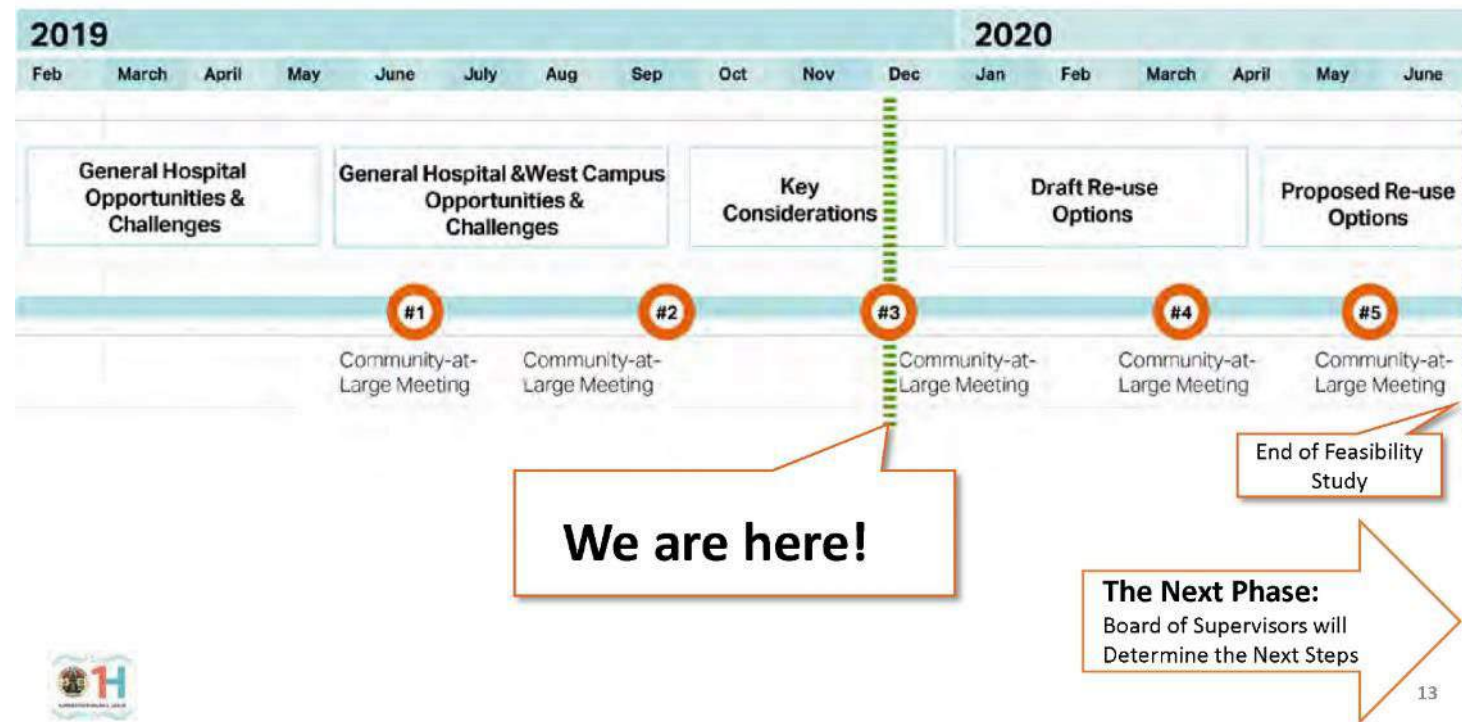 2019
2020
Feb March April May June July Aug Sep Oct Nov Dec Jan Feb March April May June
General Hospital
Opportunities &
Challenges
General Hospital &West Campus
Opportunities &
Challenges
Key
Considerations
Draft Re-use
Options
Proposed Re-use
Options
#1
#2
#3
#4
#5
Community-at-
Large Meeting
Community-at-
Large Meeting
Community-at-
Large Meeting
Community-at-
Large Meeting
Community-at-
Large Meeting
End of Feasibility
Study
We are here!
The Next Phase:
Board of Supervisors will
Determine the Next Steps
1H
13